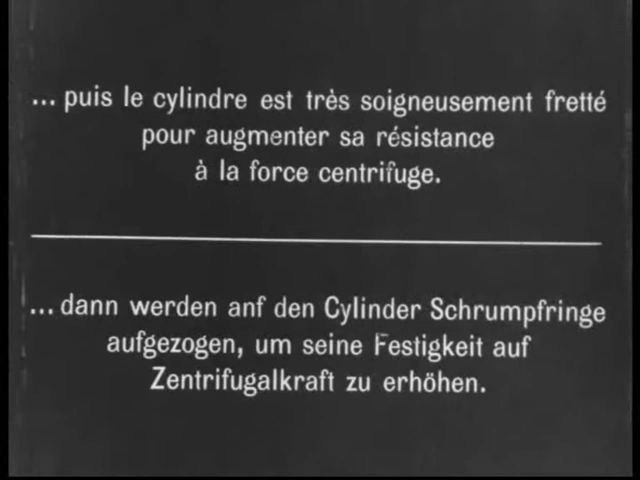 ... puis le cylindre est très soigneusement fretté
pour augmenter sa résistance
à la force centrifuge.
... dann werden anf den Cylinder Schrumpfringe
aufgezogen, um seine Festigkeit auf
Zentrifugalkraft zu erhöhen.